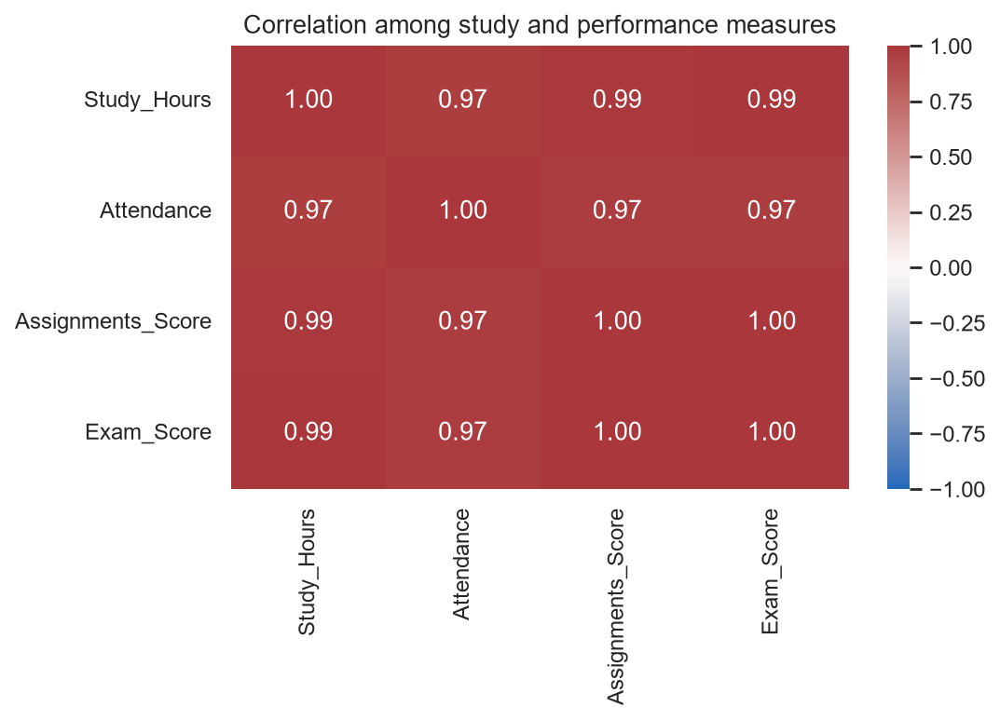 Correlation among study and performance measures
Study_Hours 1.00 0.97 0.99 0.99
Attendance 0.97 1.00 0.97 0.97
Assignments_Score 0.99 0.97 1.00 1.00
Exam_Score 0.99 0.97 1.00 1.00
Study_Hours
Attendance
Assignments_Score
Exam_Score
1.00
0.75
0.50
0.25
0.00
−0.25
−0.50
−0.75
−1.00